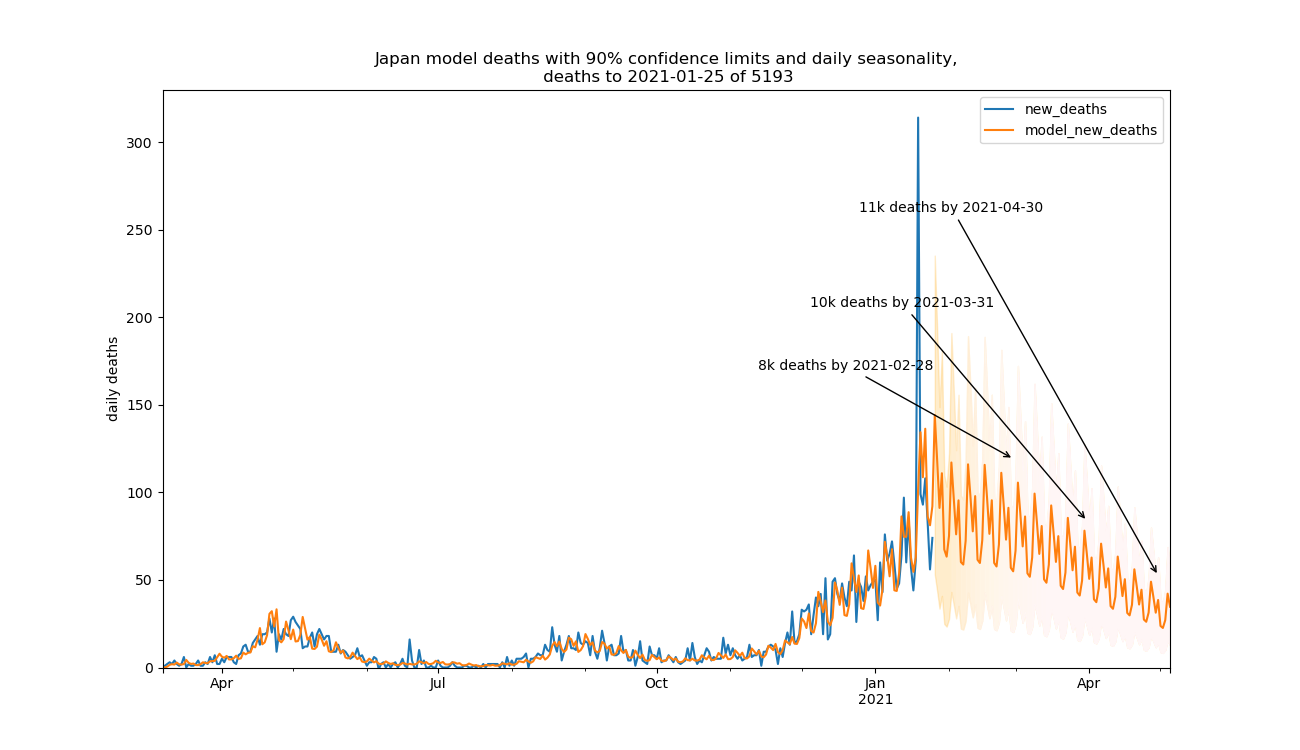 Japan model deaths with 90% confidence limits and daily seasonality,
deaths to 2021-01-25 of 5193
new_deaths
model_new_deaths
300
250
200
150
100
50
0
daily deaths
11k deaths by 2021-04-30
10k deaths by 2021-03-31
8k deaths by 2021-02-28
Apr
Jul
Oct
Jan
2021
Apr